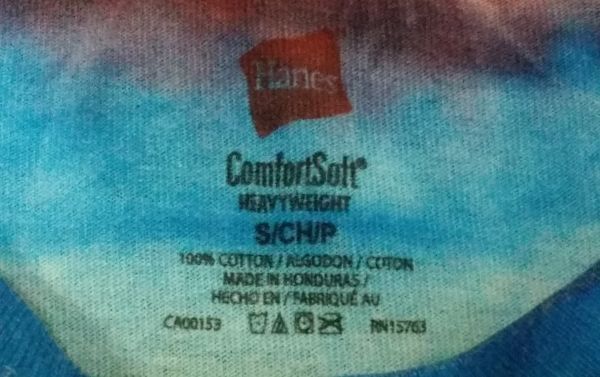 Hanes
ComfortSoft®
HEAVYWEIGHT
S/CH/P
100% COTTON / ALGODON / COTON
MADE IN HONDURAS /
HECHO EN / FABRIQUÉ AU
CA00153 RN15763